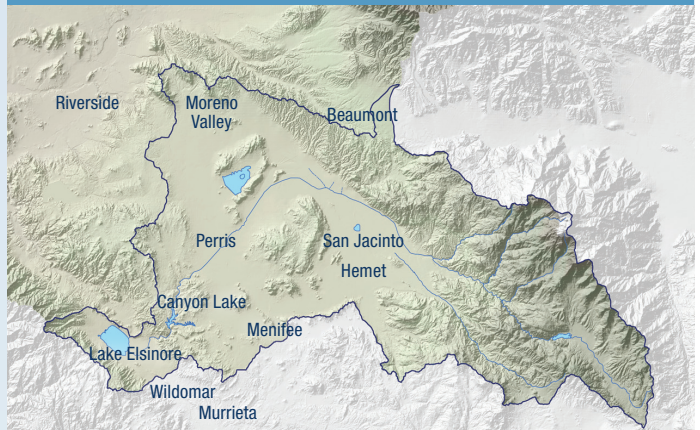 Riverside
Moreno
Valley
Beaumont
Perris
San Jacinto
Hemet
Canyon Lake
Menifee
Lake Elsinore
Wildomar
Murrieta